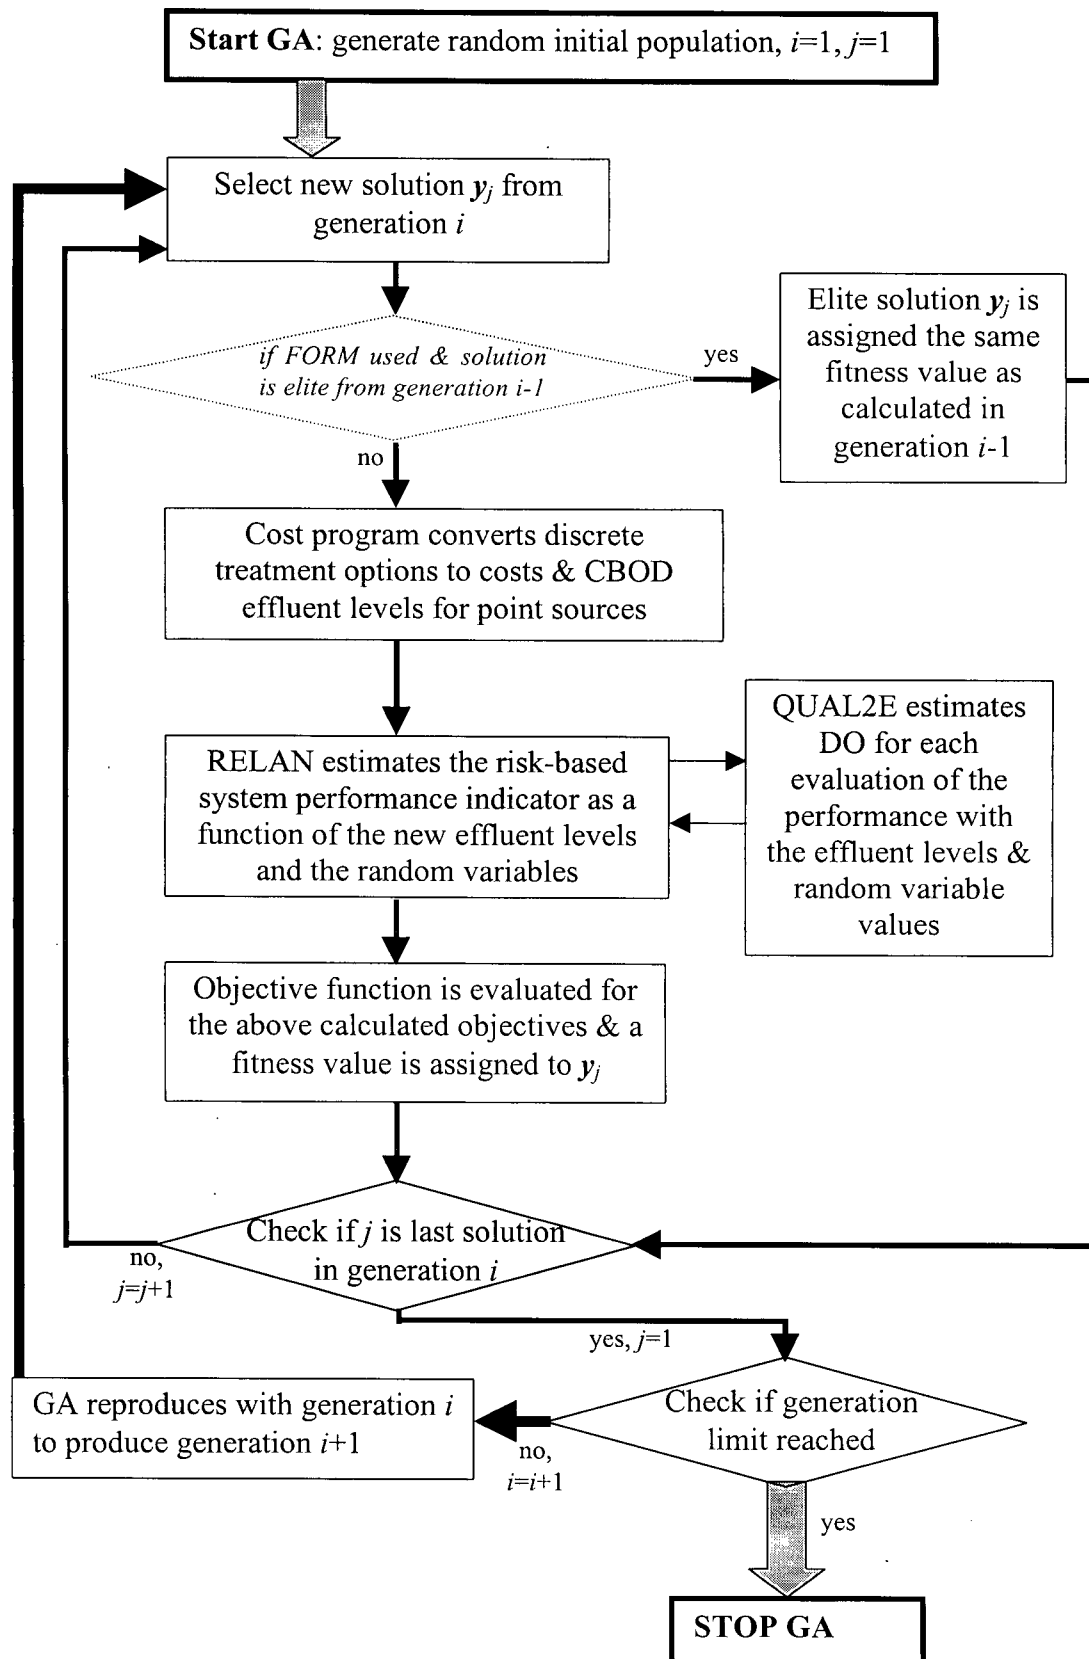 Start GA: generate random initial population, i=1, j=1
Select new solution yj from
generation i
if FORM used & solution
is elite from generation i-1
yes
Elite solution yj is
assigned the same
fitness value as
calculated in
generation i-1
no
Cost program converts discrete
treatment options to costs & CBOD
effluent levels for point sources
RELAN estimates the risk-based
system performance indicator as a
function of the new effluent levels
and the random variables
QUAL2E estimates
DO for each
evaluation of the
performance with
the effluent levels &
random variable
values
Objective function is evaluated for
the above calculated objectives & a
fitness value is assigned to yj
Check if j is last solution
in generation i
no,
j=j+1
yes, j=1
Check if generation
limit reached
no,
i=i+1
GA reproduces with generation i
to produce generation i+1
yes
STOP GA